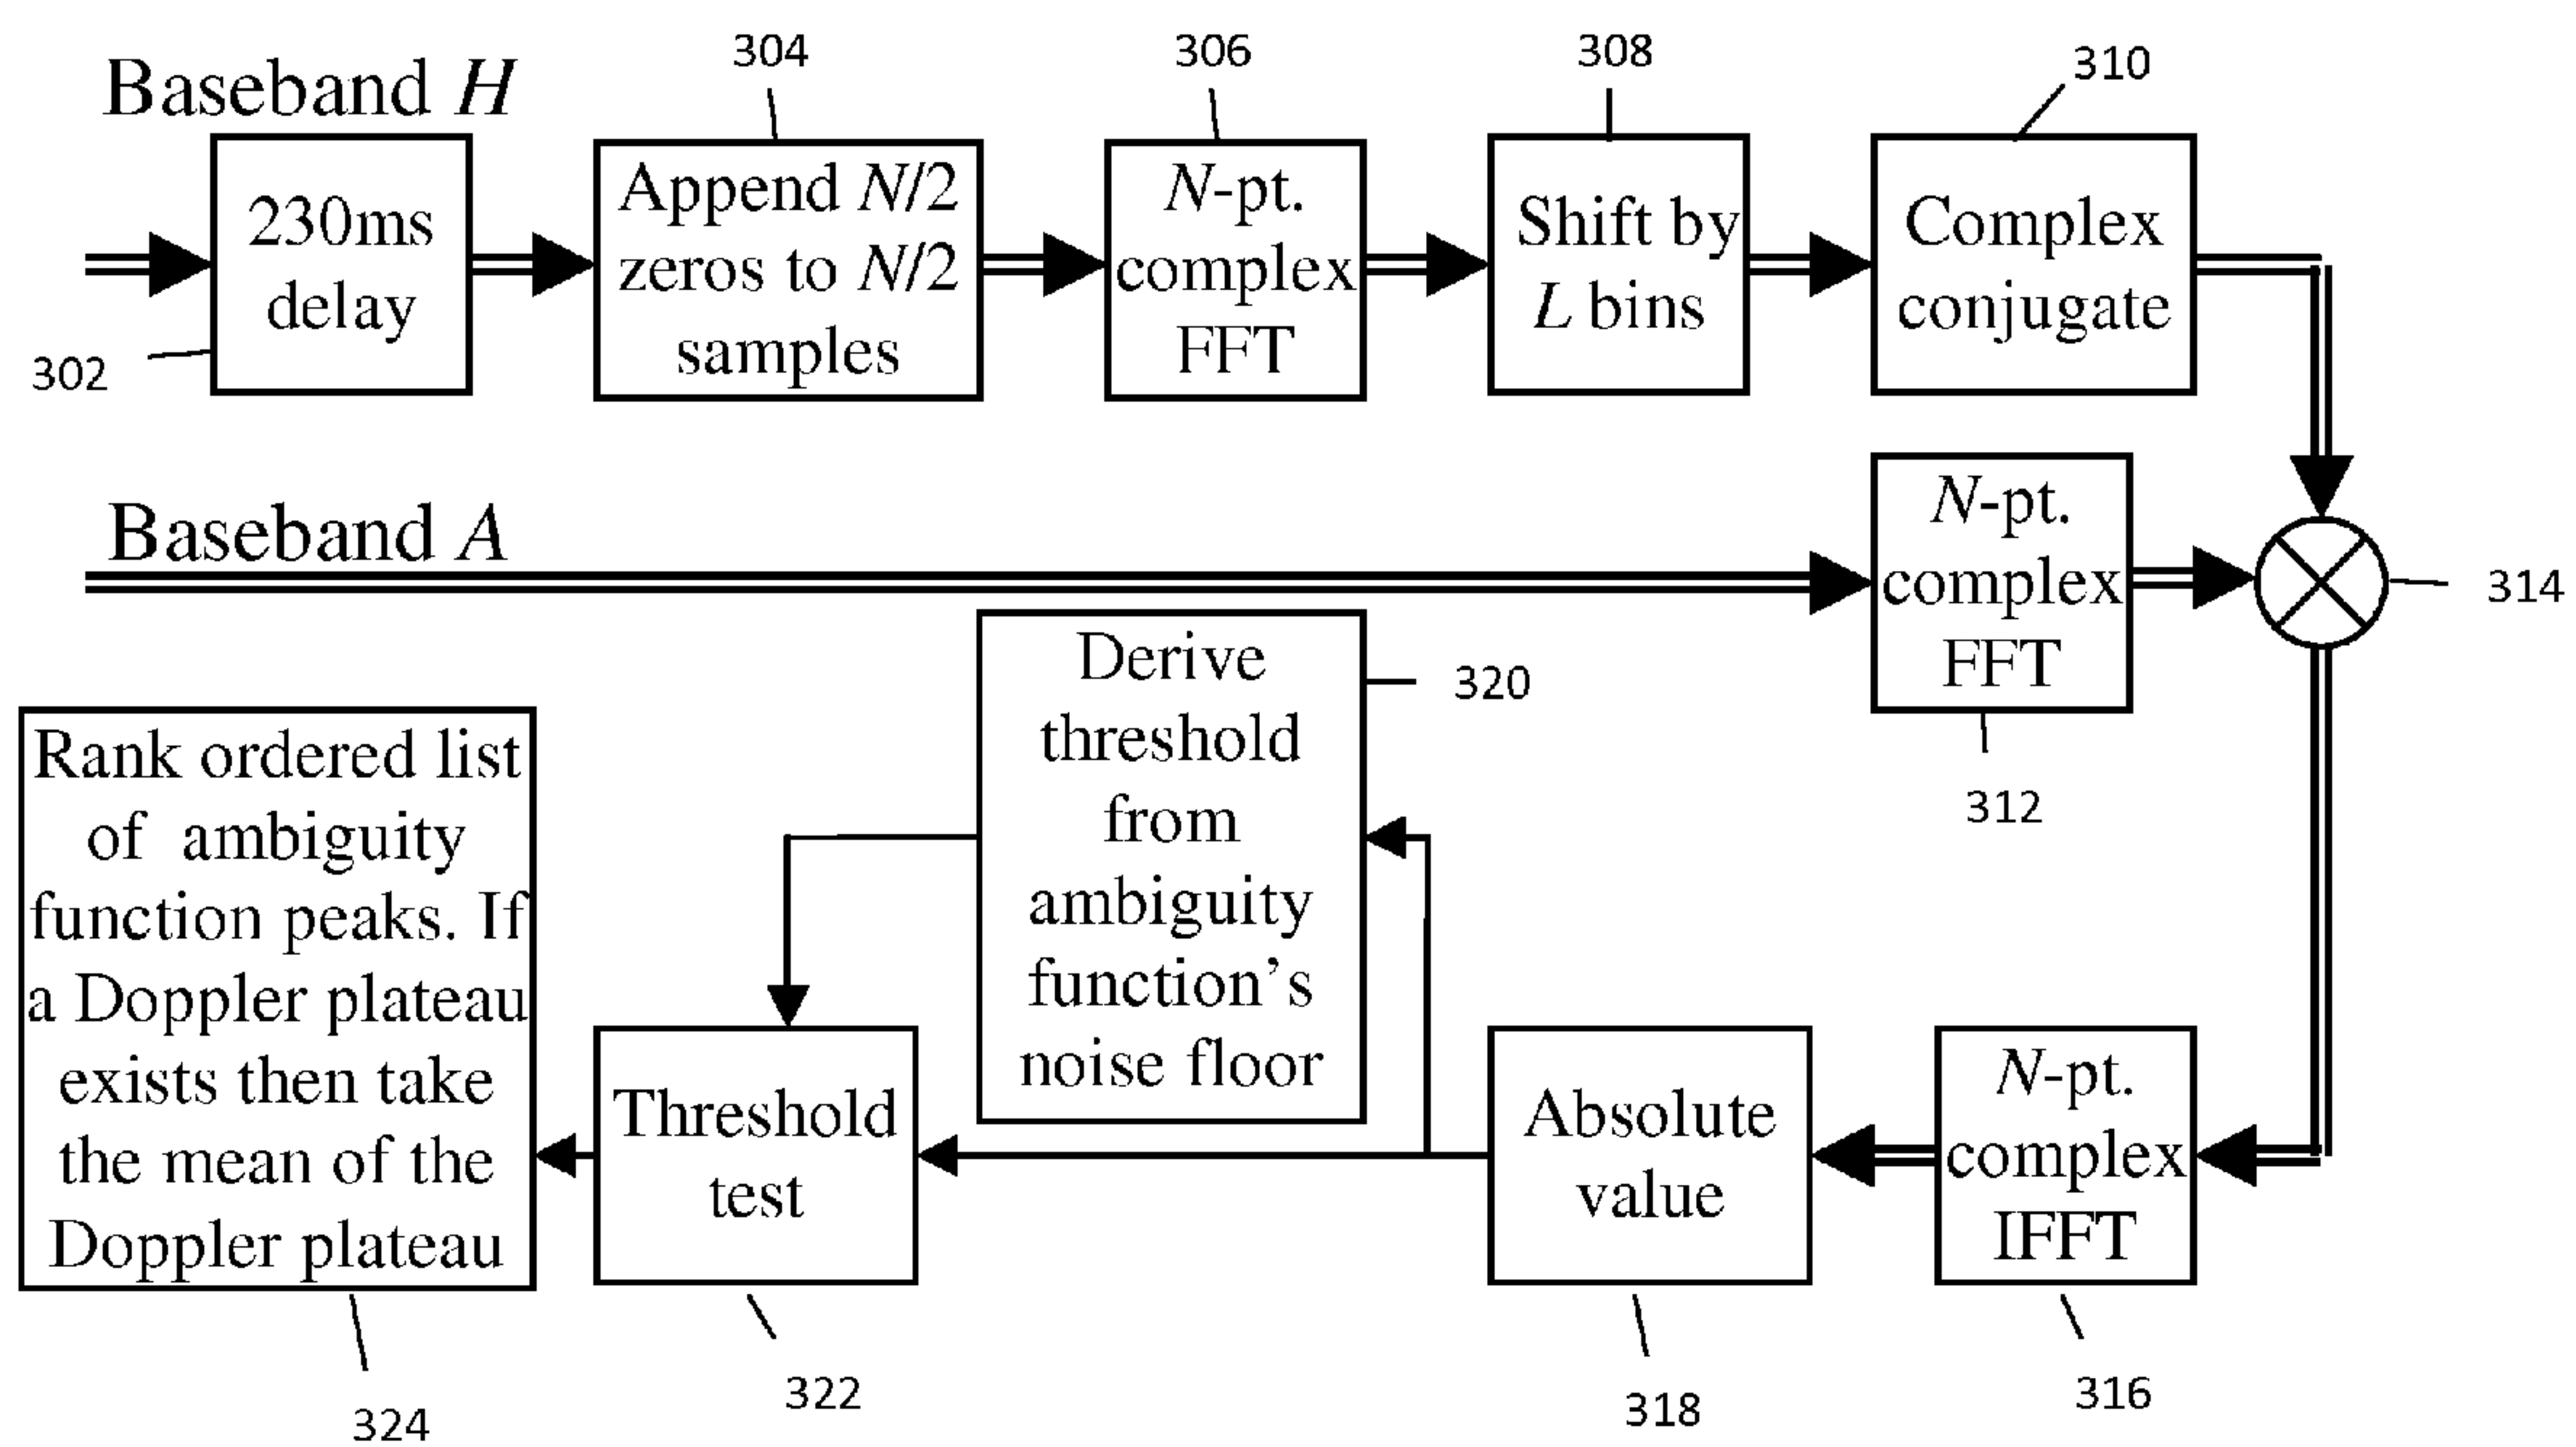 Baseband H
304
306
308
310
230ms
delay
302
Append N/2
zeros to N/2
samples
N-pt.
complex
FFT
Shift by
L bins
Complex
conjugate
Baseband A
N-pt.
complex
FFT
312
314
Derive
threshold
from
ambiguity
function's
noise floor
320
Rank ordered list
of ambiguity
function peaks. If
a Doppler plateau
exists then take
the mean of the
Doppler plateau
324
Threshold
test
322
Absolute
value
318
N-pt.
complex
IFFT
316